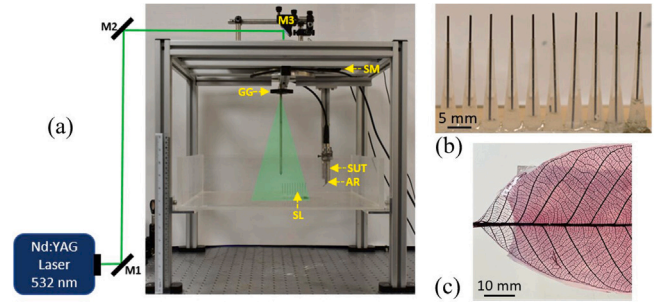 M2
M3
SM
GG
(a)
SUT
AR
SL
Nd:YAG
Laser
532 nm
M1
5 mm
(b)
10 mm
(c)